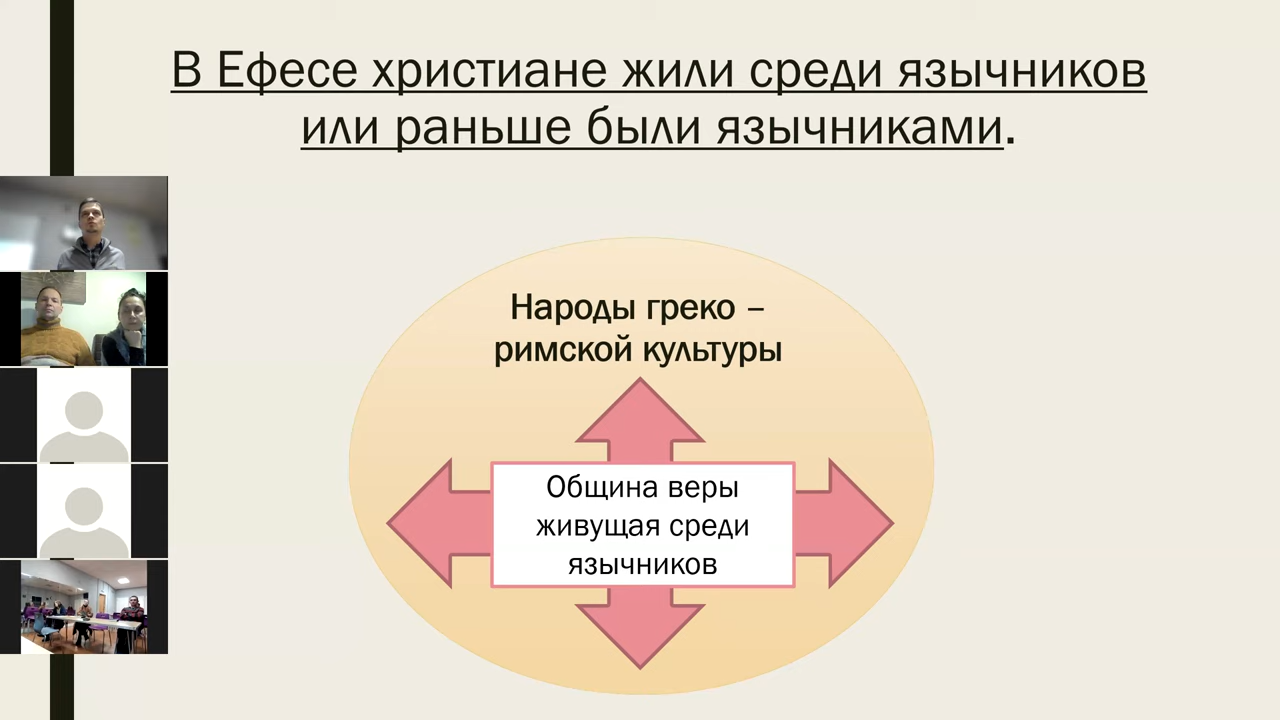 В Ефесе христиане жили среди язычников
или раньше были язычниками.
Народы греко –
римской культуры
Община веры
живущая среди
язычников